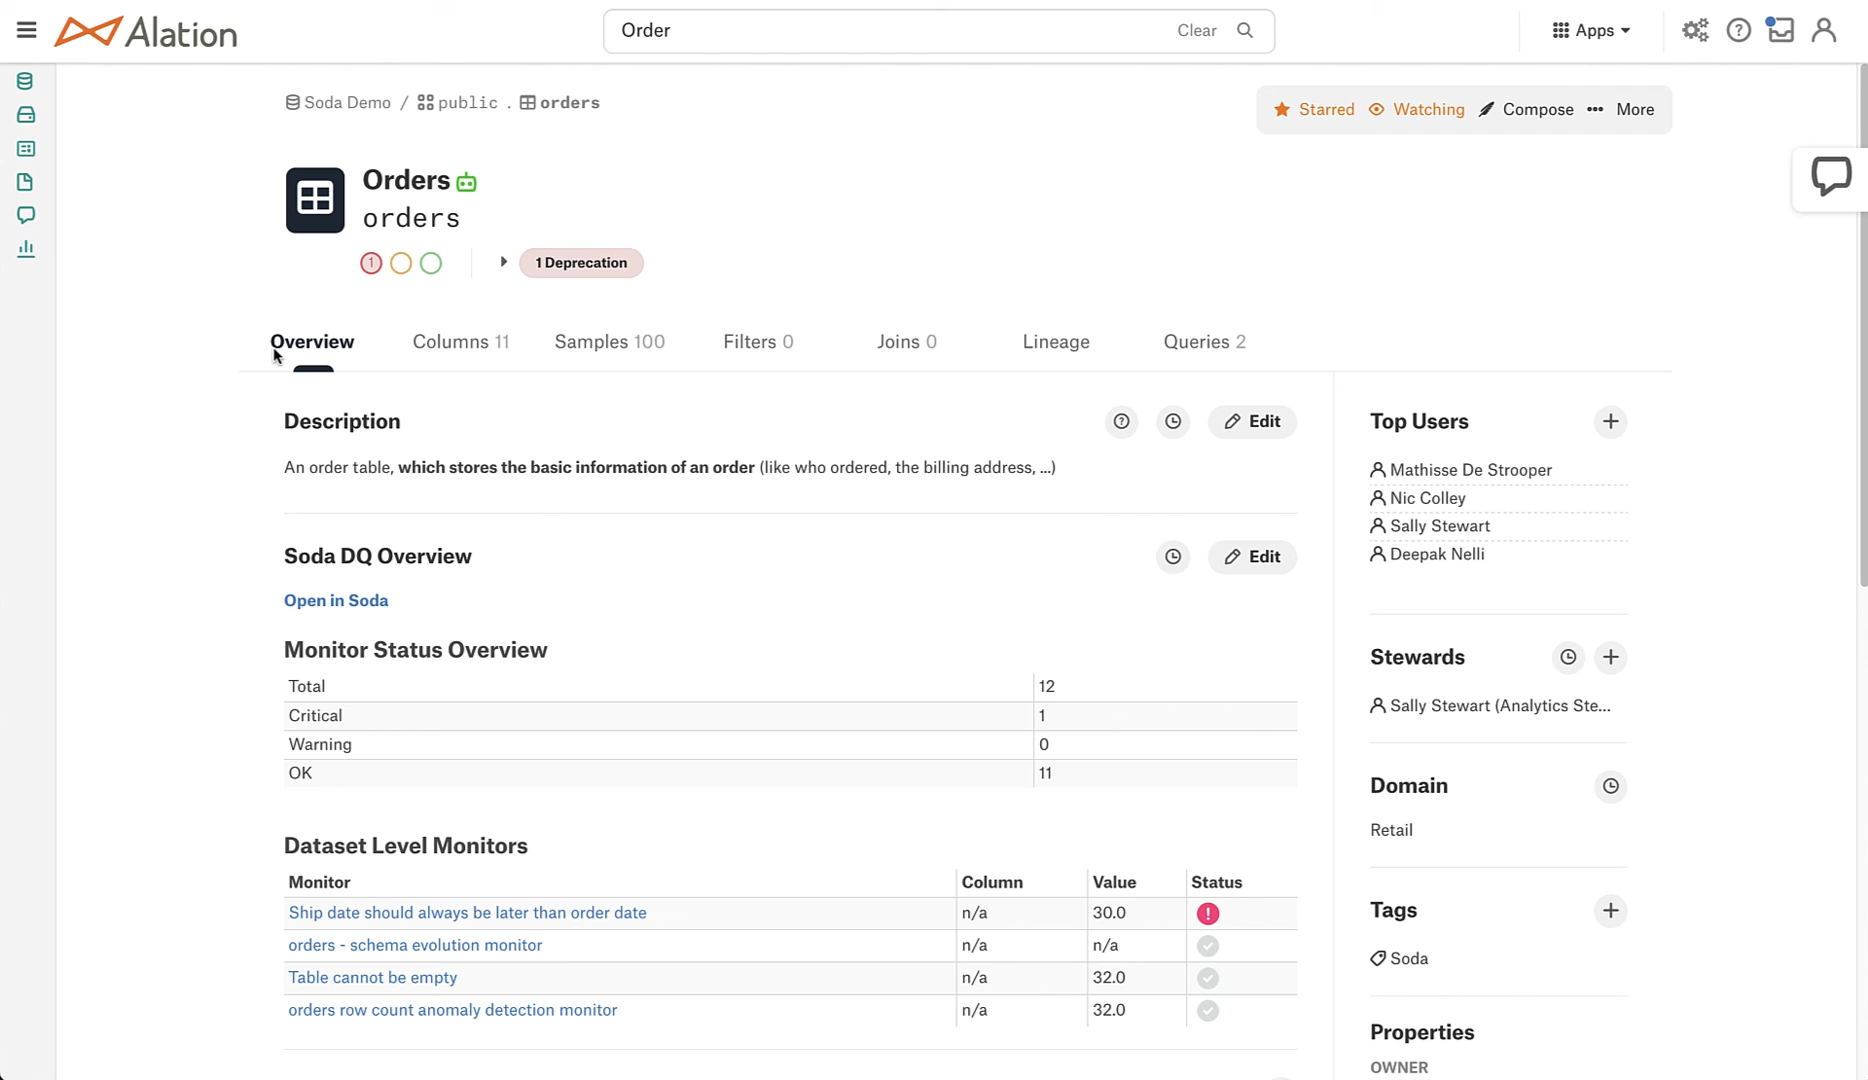 Alation
Order
Clear
Apps
Soda Demo / public . orders
Starred
Watching
Compose
More
Orders
orders
1
1 Deprecation
Overview
Columns 11
Samples 100
Filters 0
Joins 0
Lineage
Queries 2
Description
Edit
An order table, which stores the basic information of an order (like who ordered, the billing address, ...)
Soda DQ Overview
Edit
Open in Soda
Monitor Status Overview
Total 12
Critical 1
Warning 0
OK 11
Dataset Level Monitors
Monitor Column Value Status
Ship date should always be later than order date n/a 30.0
orders - schema evolution monitor n/a n/a
Table cannot be empty n/a 32.0
orders row count anomaly detection monitor n/a 32.0
Top Users
Mathisse De Strooper
Nic Colley
Sally Stewart
Deepak Nelli
Stewards
Sally Stewart (Analytics Ste...
Domain
Retail
Tags
Soda
Properties
OWNER